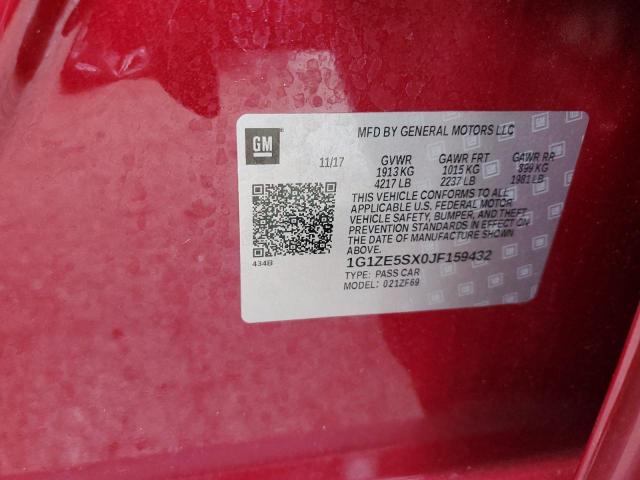 GM
MFD BY GENERAL MOTORS LLC
11/17 GVWR GAWR FRT GAWR RR
1913 KG 1015 KG 899 KG
4217 LB 2237 LB 1981 LB
THIS VEHICLE CONFORMS TO ALL
APPLICABLE U.S. FEDERAL MOTOR
VEHICLE SAFETY, BUMPER, AND THEFT
PREVENTION STANDARDS IN EFFECT ON
THE DATE OF MANUFACTURE SHOWN
ABOVE.
434B 1G1ZE5SX0JF159432
TYPE: PASS CAR
MODEL: 021ZF69